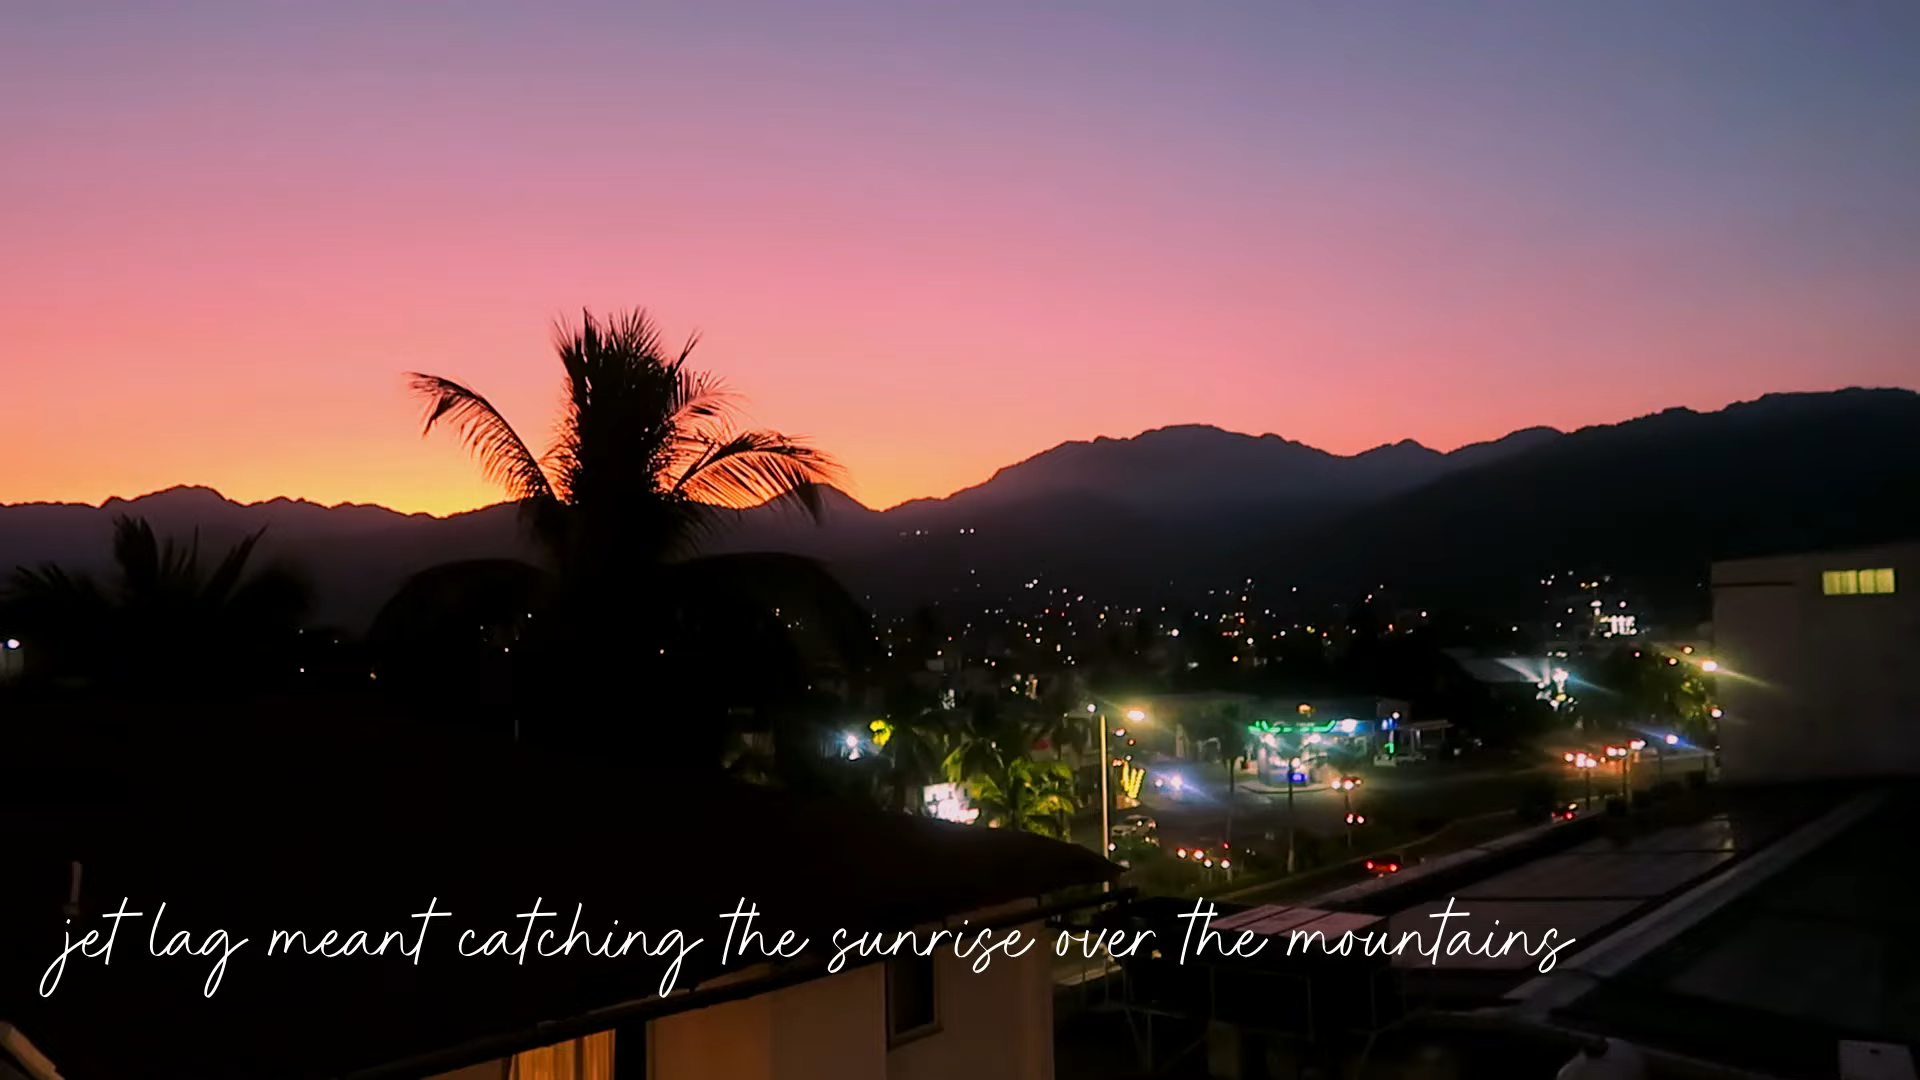 jet lag meant catching the sunrise over the mountains